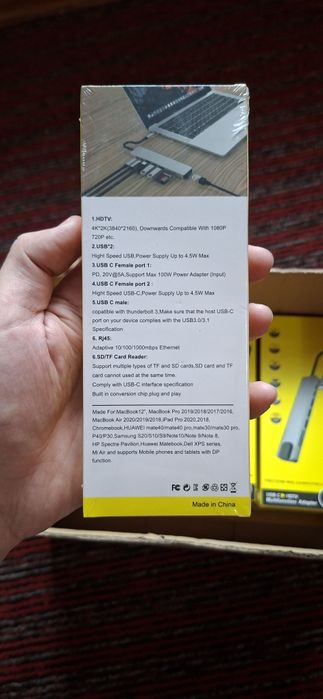 1.HDTV:
4K*2K(3840*2160), Downwards Compatible With 1080P
720P etc.
2.USB*2:
Hight Speed USB,Power Supply Up to 4.5W Max
3.USB C Female port 1:
PD, 20V@5A,Support Max 100W Power Adapter (Input)
4.USB C Female port 2 :
Hight Speed USB-C,Power Supply Up to 4.5W Max
5.USB C male:
copatible with thunderbolt 3,Make sure that the host USB-C
port on your device complies with the USB3.0/3.1
Specification
6. Rj45:
Adaptive 10/100/1000mbps Ethernet
6.SD/TF Card Reader:
Support multiple types of TF and SD cards,SD card and TF
card cannot used at the same time.
Comply with USB-C interface specification
Built in conversion chip,plug and play
Made For MacBook12", MacBook Pro 2019/2018/2017/2016,
MacBook Air 2020/2019/2018,iPad Pro 2020,2018,
Chromebook,HUAWEI mate40/mate40 pro,mate30/mate30 pro,
P40/P30,Samsung S20/S10/S9/Note10/Note 9/Note 8,
HP Spectre Pavilion,Huawei Matebook,Dell XPS series,
Mi Air and supports Mobile phones and tablets with DP
function.
Made in China
USB-C HDTV
Multifunction Adapter